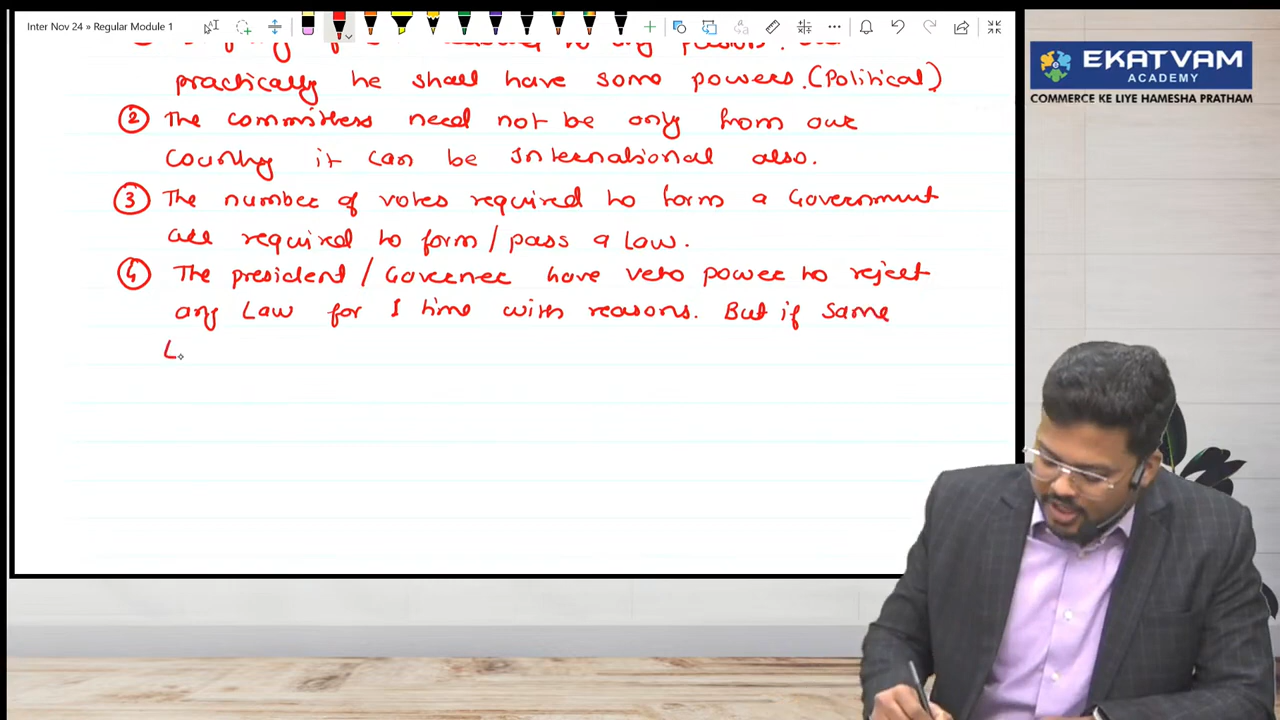 Inter Nov 24 » Regular Module 1
to any
practically he shall have some powers. (Political)
② The committees need not be only from our
Country it can be International also.
③ The number of votes required to form a Government
are required to form / pass a law.
④ The president / Governer have veto power to reject
any Law for 1 time with reasons. But if same
L
EKATVAM
ACADEMY
COMMERCE KE LIYE HAMESHA PRATHAM